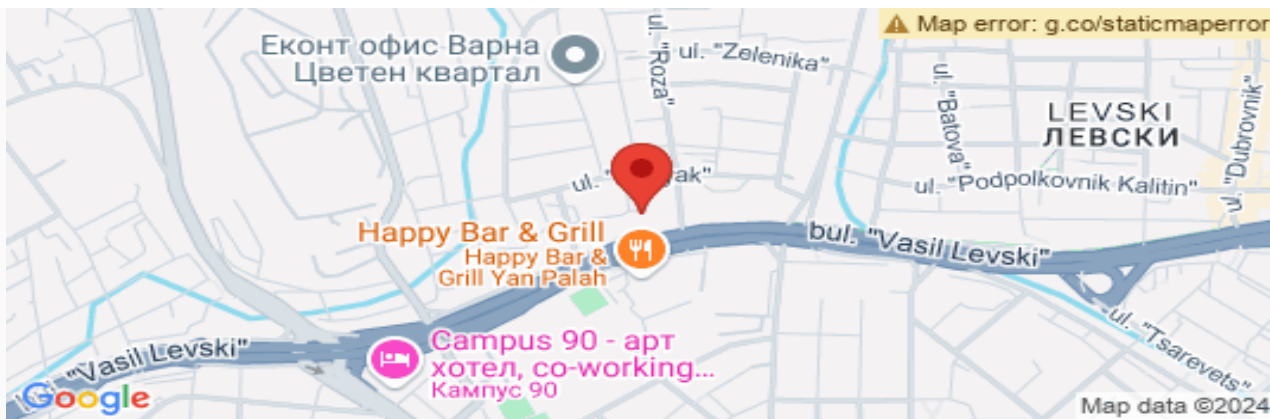 Map error: g.co/staticmaperror
Еконт офис Варна
Цветен квартал
ul. "Roza"
ul. "Zelenika"
ul. "Batova"
LEVSKI
ЛЕВСКИ
ul. "Dubrovnik"
ul. "Podpolkovnik Kalitin"
ul.
Happy Bar & Grill
Happy Bar &
Grill Yan Palah
bul. "Vasil Levski"
"Vasil Levski"
Campus 90 - арт
хотел, co-working...
Кампус 90
ul. "Tsarevets"
Google
Map data ©2024